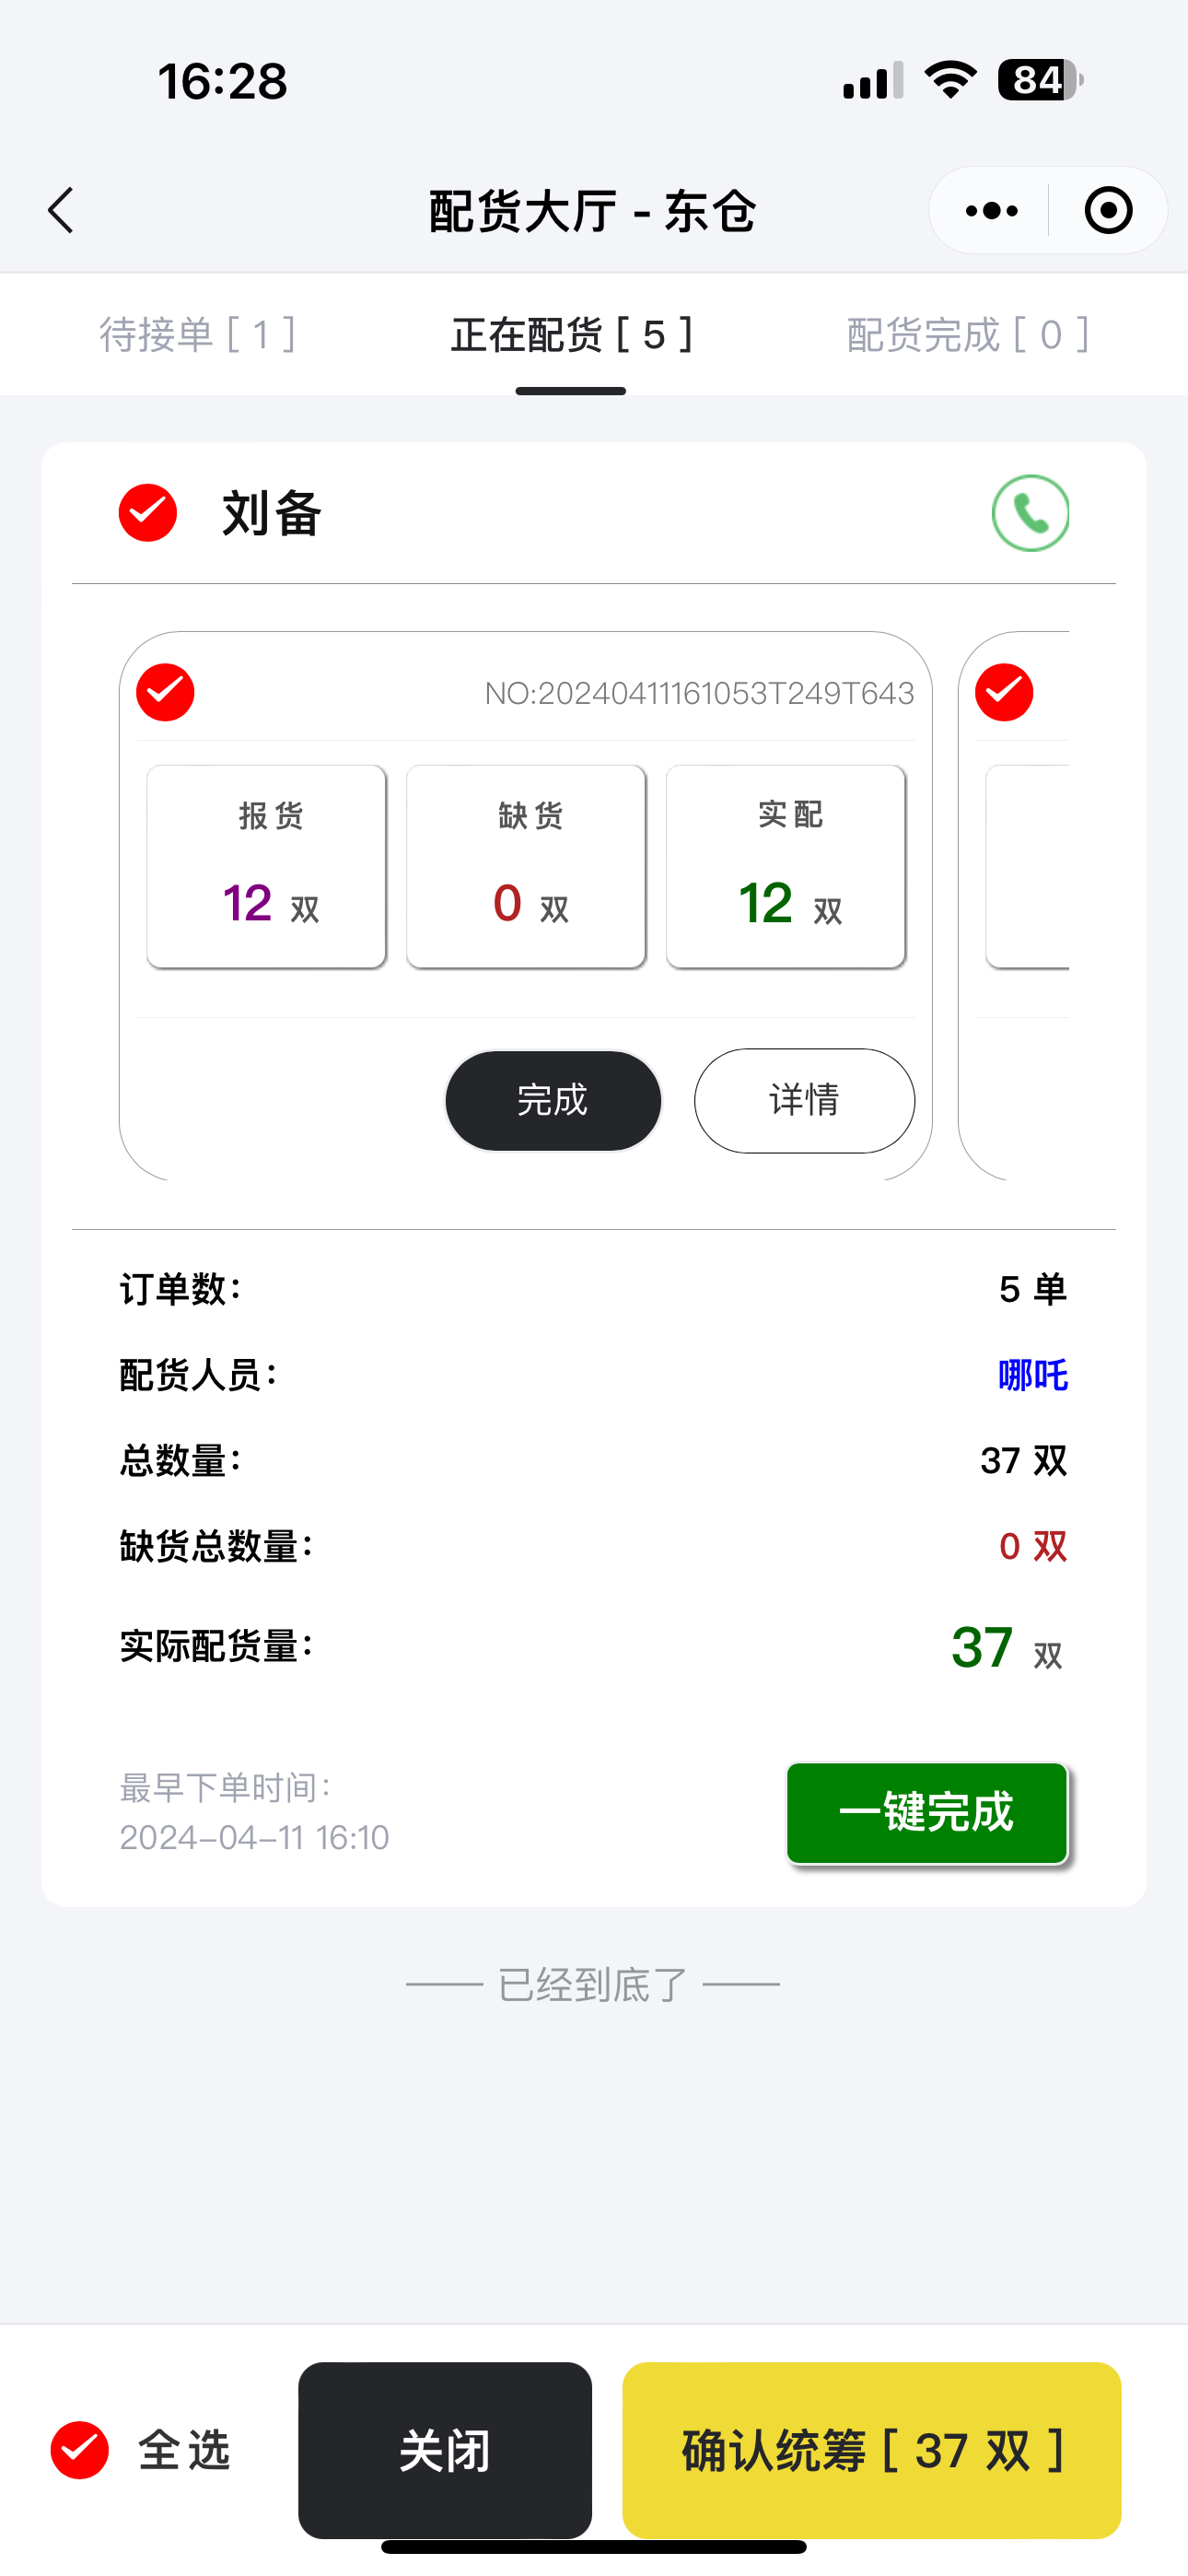 16:28
84
配货大厅 - 东仓
待接单 [ 1 ]
正在配货 [ 5 ]
配货完成 [ 0 ]
刘备
NO:20240411161053T249T643
报货
缺货
实配
12 双
0 双
12 双
完成
详情
订单数：
5 单
配货人员：
哪吒
总数量：
37 双
缺货总数量：
0 双
实际配货量：
37 双
最早下单时间：
2024-04-11 16:10
一键完成
已经到底了
全选
关闭
确认统筹 [ 37 双 ]